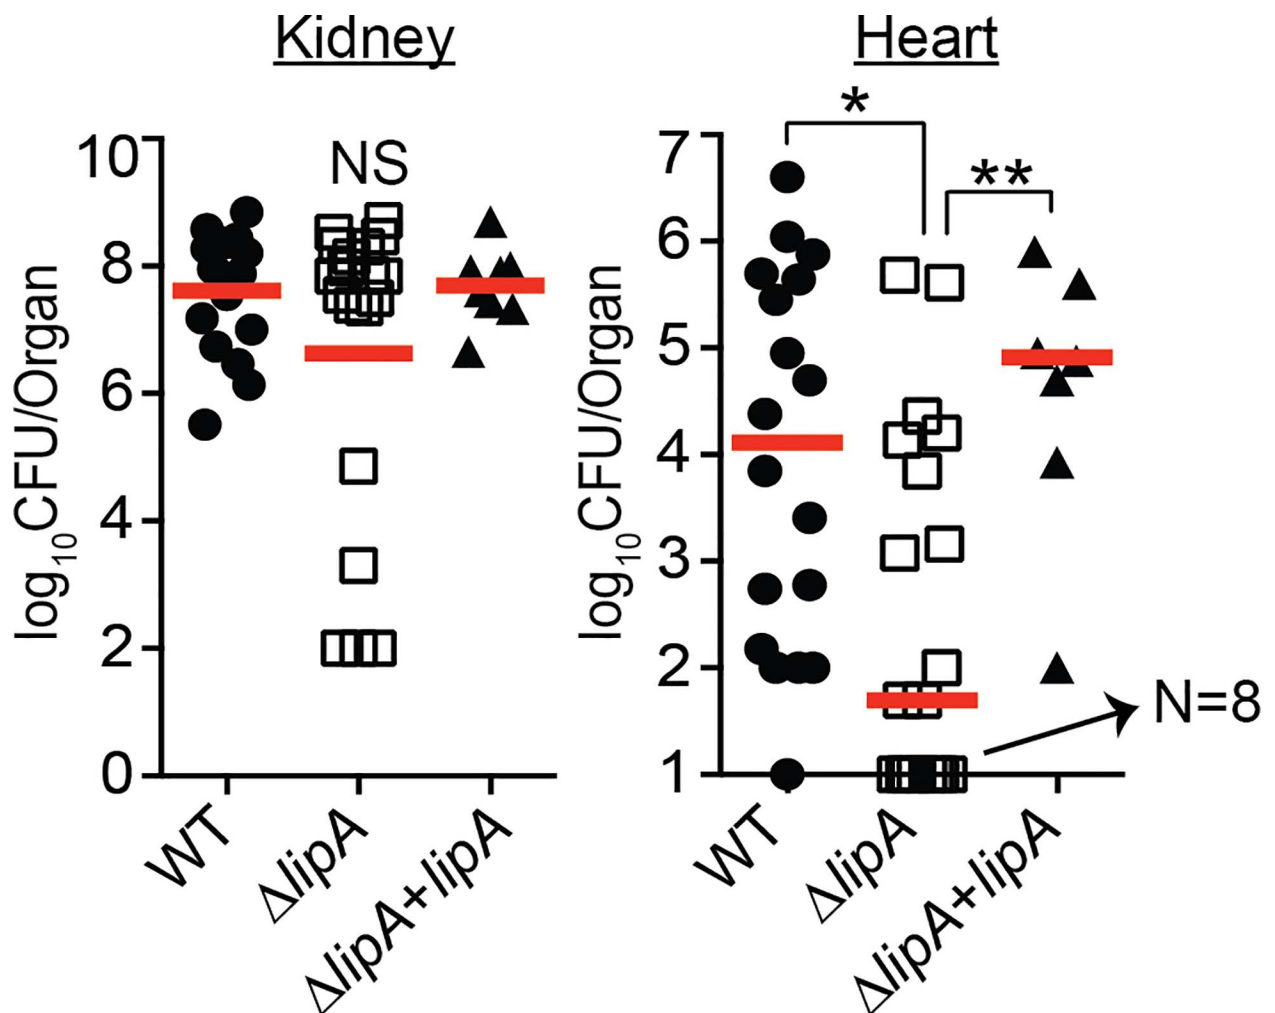 Kidney
log10CFU/Organ
10
8
6
4
2
0
NS
WT
ΔlipA
ΔlipA+lipA
Heart
log10CFU/Organ
7
6
5
4
3
2
1
*
**
N=8
WT
ΔlipA
ΔlipA+lipA